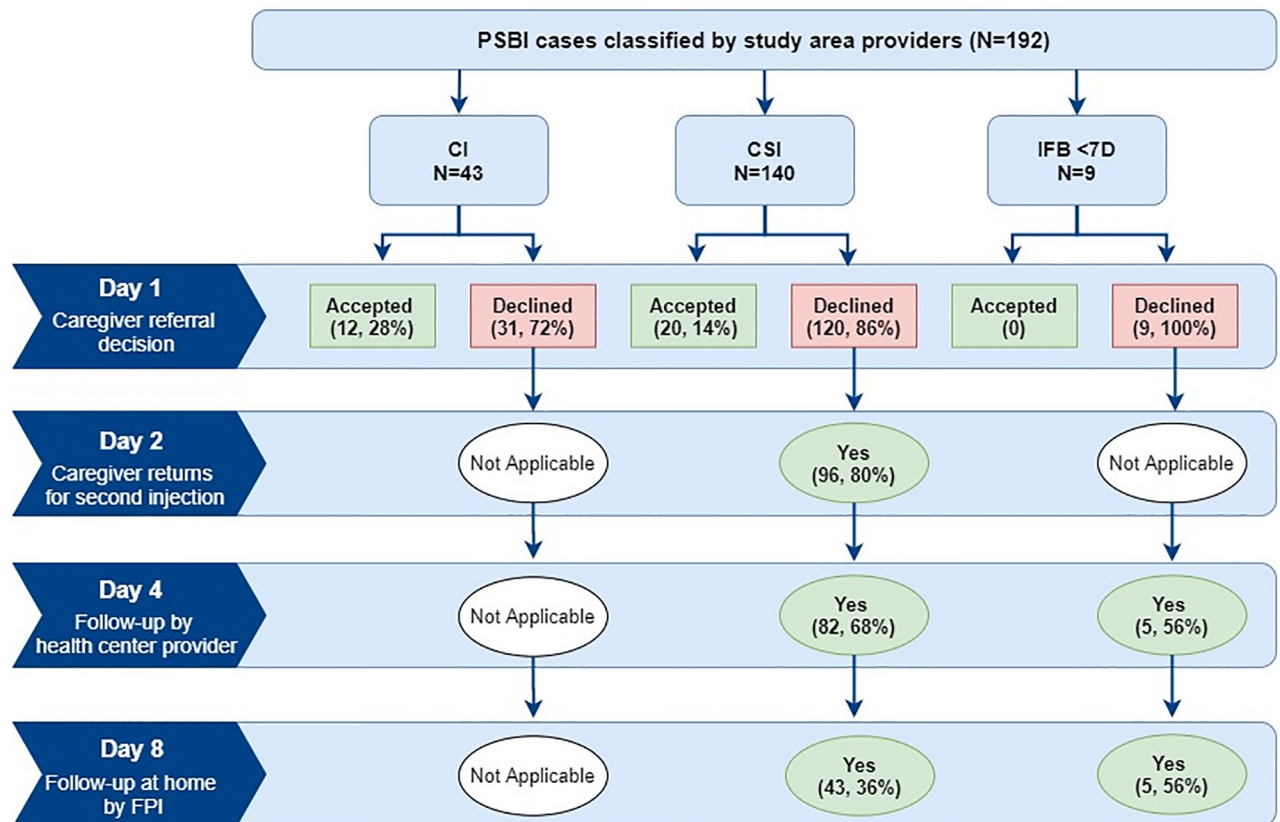 PSBI cases classified by study area providers (N=192)
CI
N=43
CSI
N=140
IFB <7D
N=9
Day 1
Caregiver referral
decision
Accepted
(12, 28%)
Declined
(31, 72%)
Accepted
(20, 14%)
Declined
(120, 86%)
Accepted
(0)
Declined
(9, 100%)
Day 2
Caregiver returns
for second injection
Not Applicable
Yes
(96, 80%)
Not Applicable
Day 4
Follow-up by
health center provider
Not Applicable
Yes
(82, 68%)
Yes
(5, 56%)
Day 8
Follow-up at home
by FPI
Not Applicable
Yes
(43, 36%)
Yes
(5, 56%)